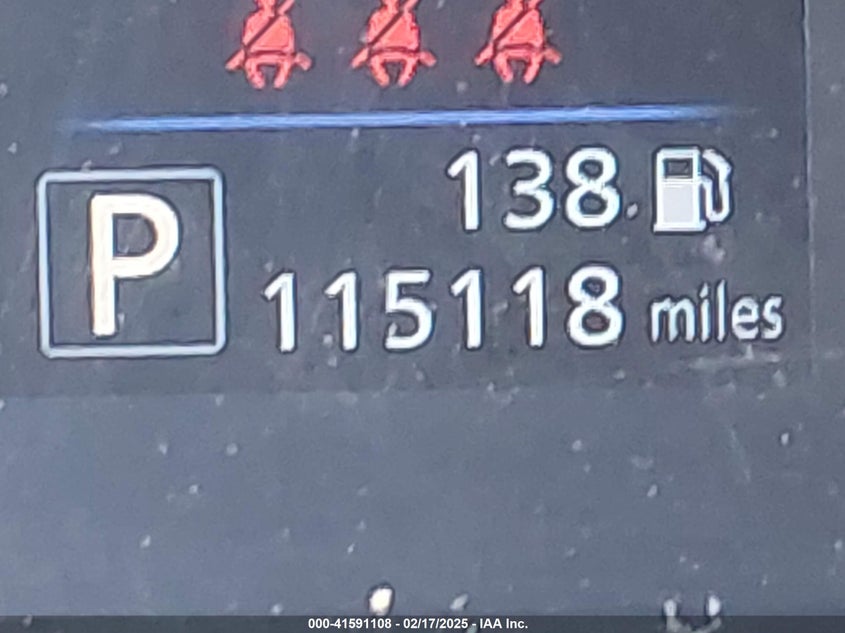 138
P
115118 miles
000-41591108 - 02/17/2025 - IAA Inc.